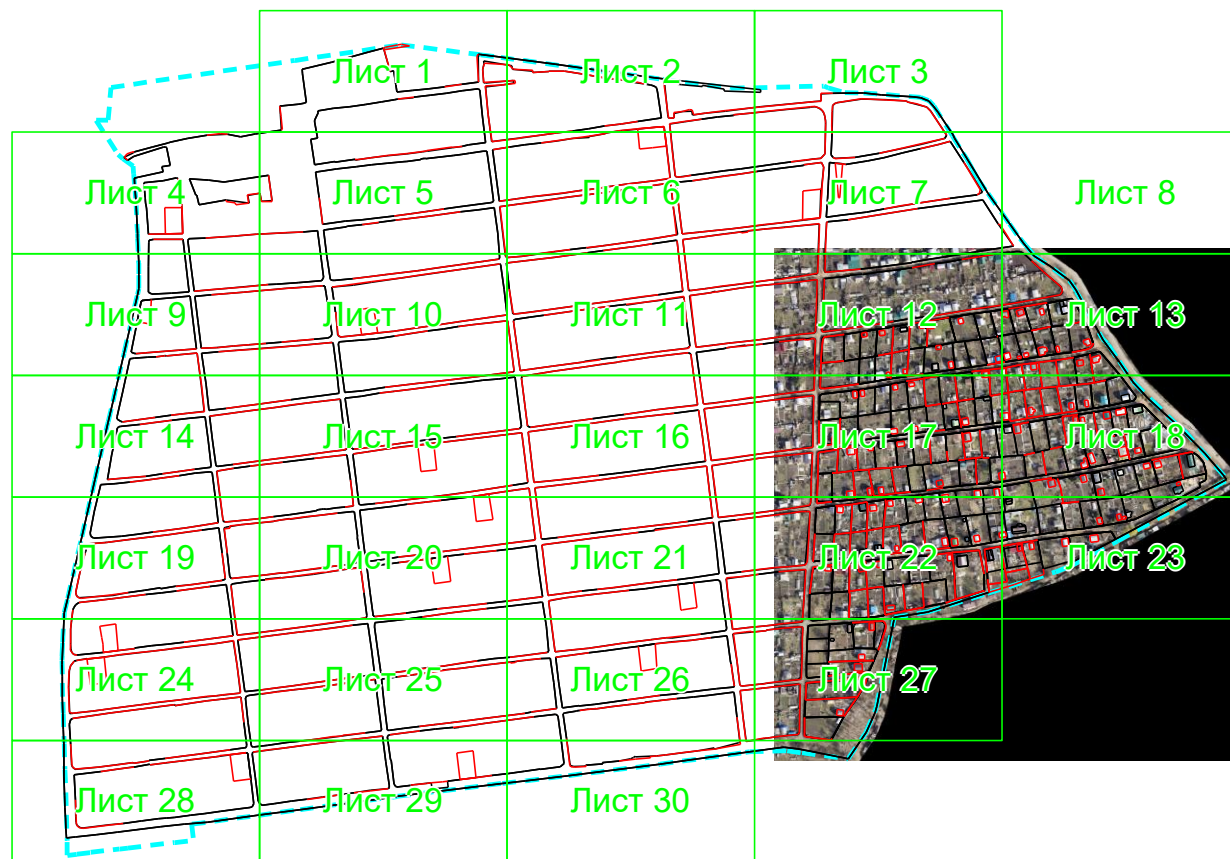 Лист 1
Лист 2
Лист 3
Лист 4
Лист 5
Лист 6
Лист 7
Лист 8
Лист 9
Лист 10
Лист 11
Лист 12
Лист 13
Лист 14
Лист 15
Лист 16
Лист 17
Лист 18
Лист 19
Лист 20
Лист 21
Лист 22
Лист 23
Лист 24
Лист 25
Лист 26
Лист 27
Лист 28
Лист 29
Лист 30